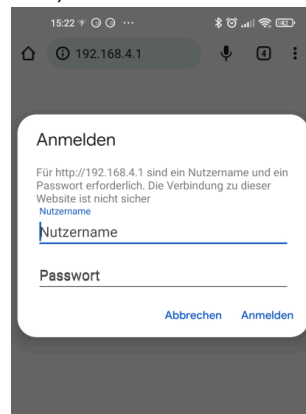 15:22
42
192.168.4.1
4
Anmelden
Für http://192.168.4.1 sind ein Nutzername und ein
Passwort erforderlich. Die Verbindung zu dieser
Website ist nicht sicher
Nutzername
Nutzername
Passwort
Abbrechen Anmelden